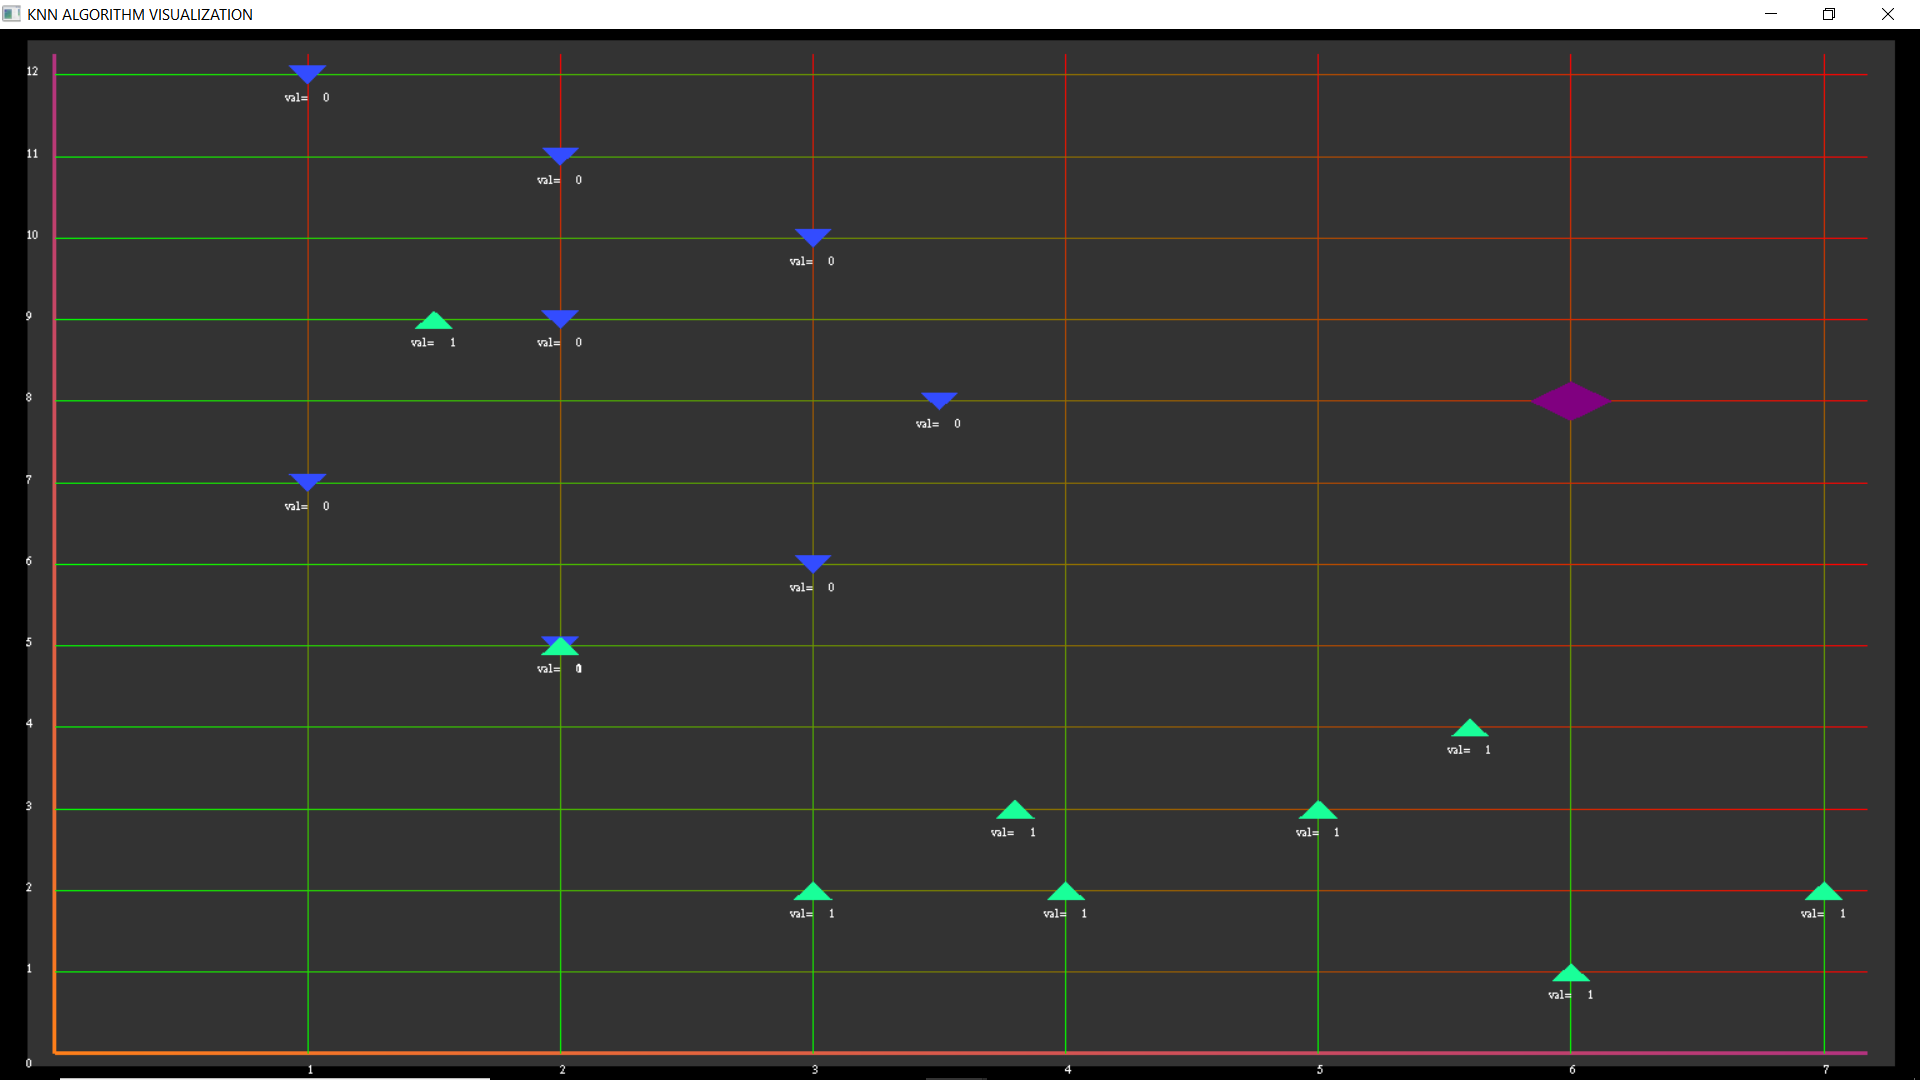 KNN ALGORITHM VISUALIZATION
12
val= 0
11
val= 0
10
val= 0
9
val= 1
val= 0
8
val= 0
7
val= 0
6
val= 0
5
val=
4
val= 1
3
val= 1
val= 1
2
val= 1
val= 1
val= 1
1
val= 1
0
1 2 3 4 5 6 7